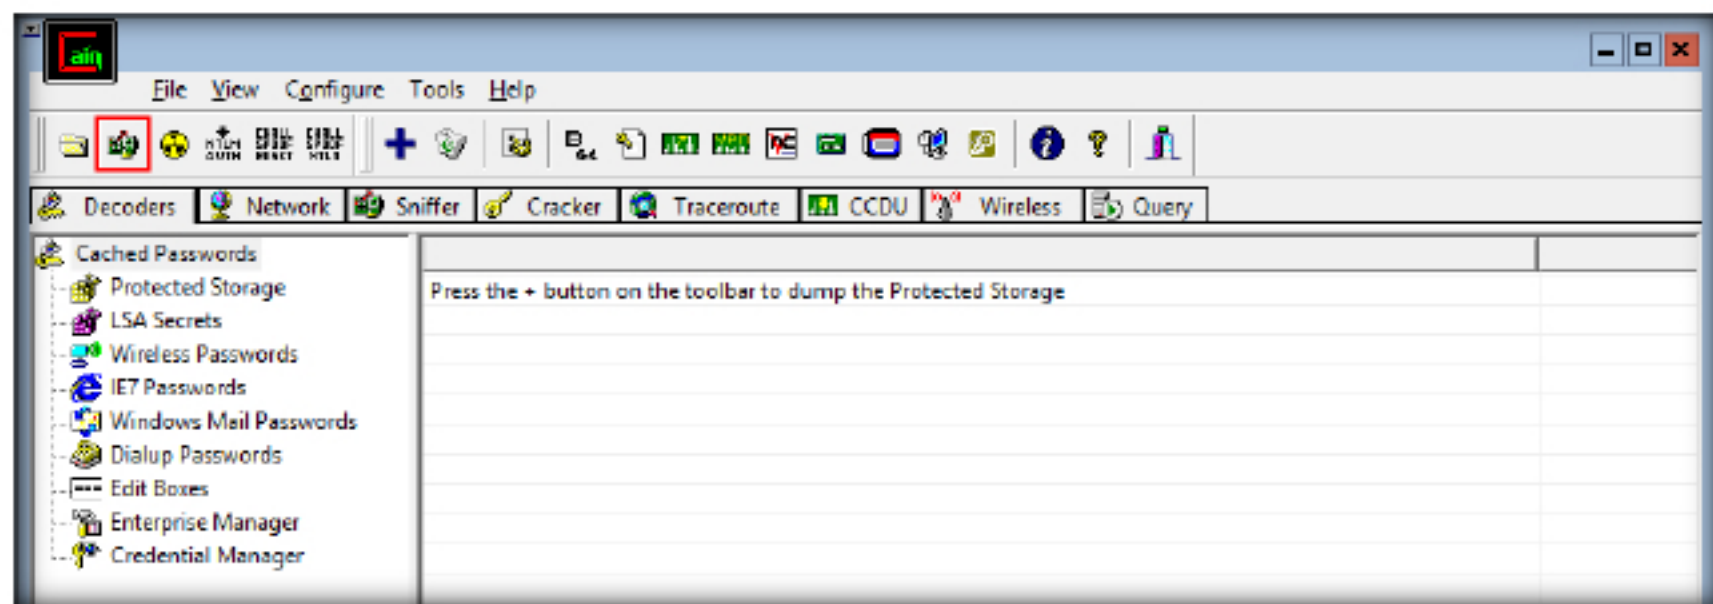 Cain
File View Configure Tools Help
Decoders Network Sniffer Cracker Traceroute CCDU Wireless Query
Cached Passwords
Protected Storage
Press the + button on the toolbar to dump the Protected Storage
LSA Secrets
Wireless Passwords
IE7 Passwords
Windows Mail Passwords
Dialup Passwords
Edit Boxes
Enterprise Manager
Credential Manager